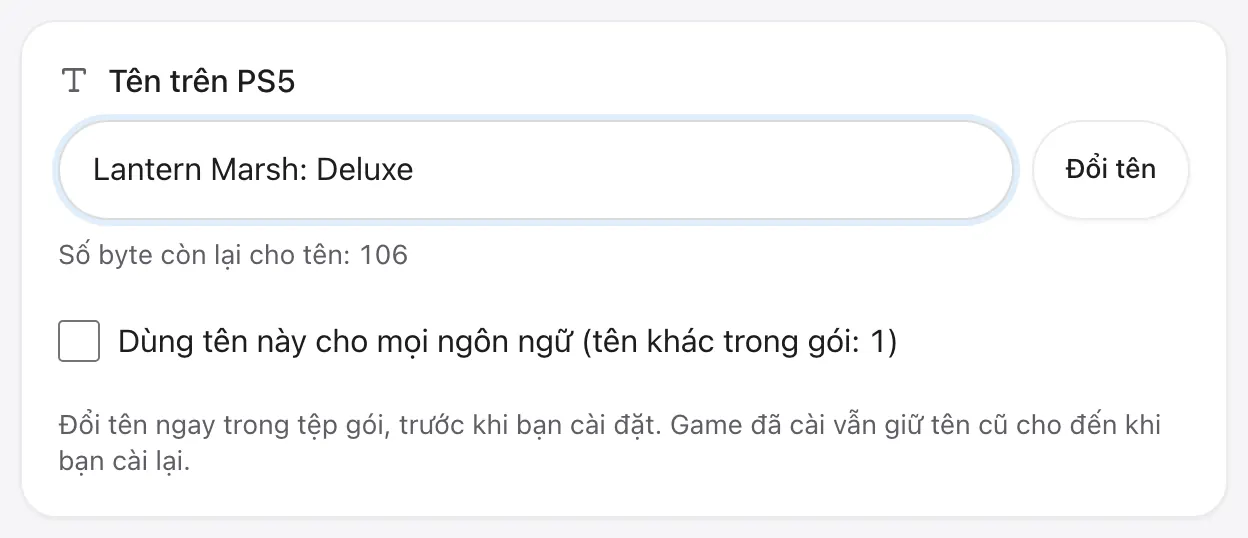 Tên trên PS5
Lantern Marsh: Deluxe
Đổi tên
Số byte còn lại cho tên: 106
Dùng tên này cho mọi ngôn ngữ (tên khác trong gói: 1)
Đổi tên ngay trong tệp gói, trước khi bạn cài đặt. Game đã cài vẫn giữ tên cũ cho đến khi
bạn cài lại.